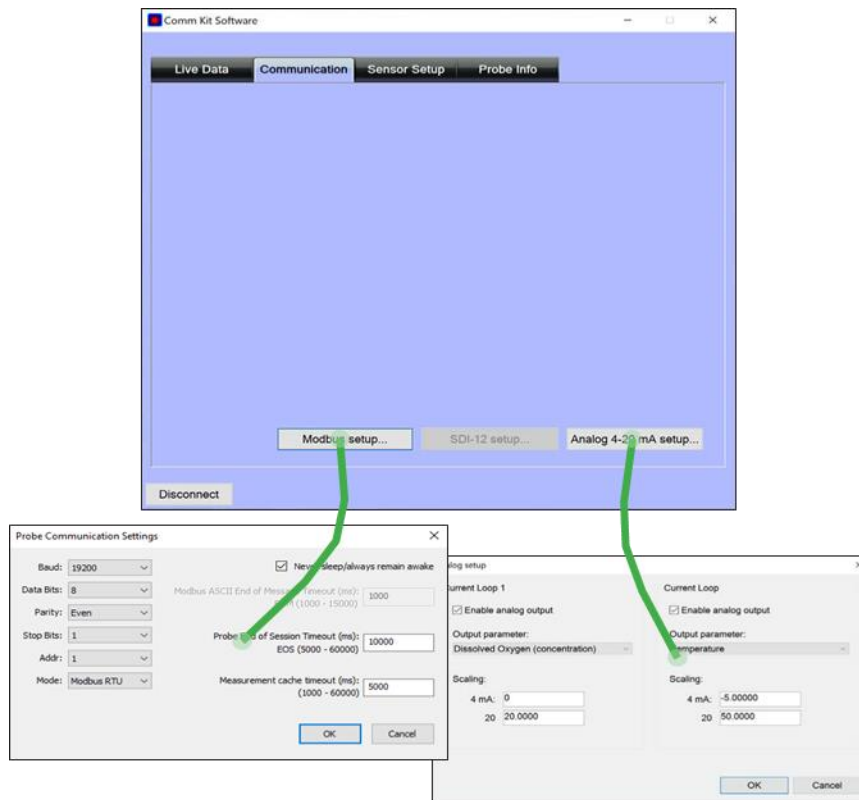 Comm Kit Software
Live Data Communication Sensor Setup Probe Info
Modbus setup... SDI-12 setup... Analog 4-20 mA setup...
Disconnect
Probe Communication Settings
Baud: 19200
Data Bits: 8
Parity: Even
Stop Bits: 1
Addr: 1
Mode: Modbus RTU
Never sleep/always remain awake
Modbus ASCII End of Message Timeout (ms): 1000
(1000 - 15000)
Probe End of Session Timeout (ms): 10000
EOS (5000 - 60000)
Measurement cache timeout (ms): 5000
(1000 - 60000)
OK Cancel
setup
Current Loop 1
Enable analog output
Output parameter:
Dissolved Oxygen (concentration)
Scaling:
4 mA: 0
20 20.0000
Current Loop
Enable analog output
Output parameter:
Temperature
Scaling:
4 mA: -5.00000
20 50.0000
OK Cancel